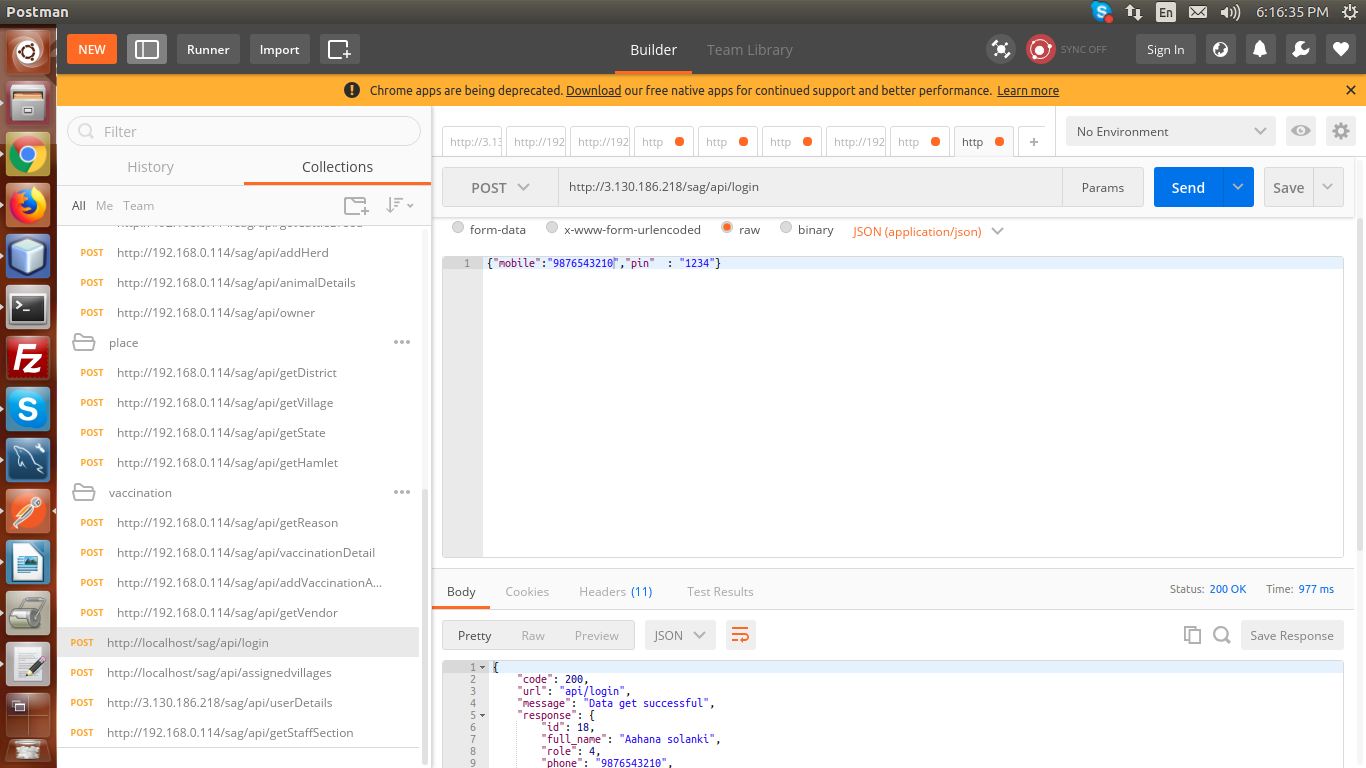 Postman
En
6:16:35 PM
NEW
Runner
Import
Builder
Team Library
SYNC OFF
Sign In
Chrome apps are being deprecated. Download our free native apps for continued support and better performance. Learn more
Filter
History
Collections
All Me Team
POST http://192.168.0.114/sag/api/addHerd
POST http://192.168.0.114/sag/api/animalDetails
POST http://192.168.0.114/sag/api/owner
place
POST http://192.168.0.114/sag/api/getDistrict
POST http://192.168.0.114/sag/api/getVillage
POST http://192.168.0.114/sag/api/getState
POST http://192.168.0.114/sag/api/getHamlet
vaccination
POST http://192.168.0.114/sag/api/getReason
POST http://192.168.0.114/sag/api/vaccinationDetail
POST http://192.168.0.114/sag/api/addVaccinationA...
POST http://192.168.0.114/sag/api/getVendor
POST http://localhost/sag/api/login
POST http://localhost/sag/api/assignedvillages
POST http://3.130.186.218/sag/api/userDetails
POST http://192.168.0.114/sag/api/getStaffSection
http://3.13 http://192 http://192 http http http http://192 http http +
No Environment
POST http://3.130.186.218/sag/api/login Params Send Save
form-data x-www-form-urlencoded raw binary JSON (application/json)
1 {"mobile":"9876543210","pin"  : "1234"}
Body Cookies Headers (11) Test Results Status: 200 OK Time: 977 ms
Pretty Raw Preview JSON Save Response
1 {
2 "code": 200,
3 "url": "api/login",
4 "message": "Data get successful",
5 "response": {
6 "id": 18,
7 "full_name": "Aahana solanki",
8 "role": 4,
9 "phone": "9876543210",